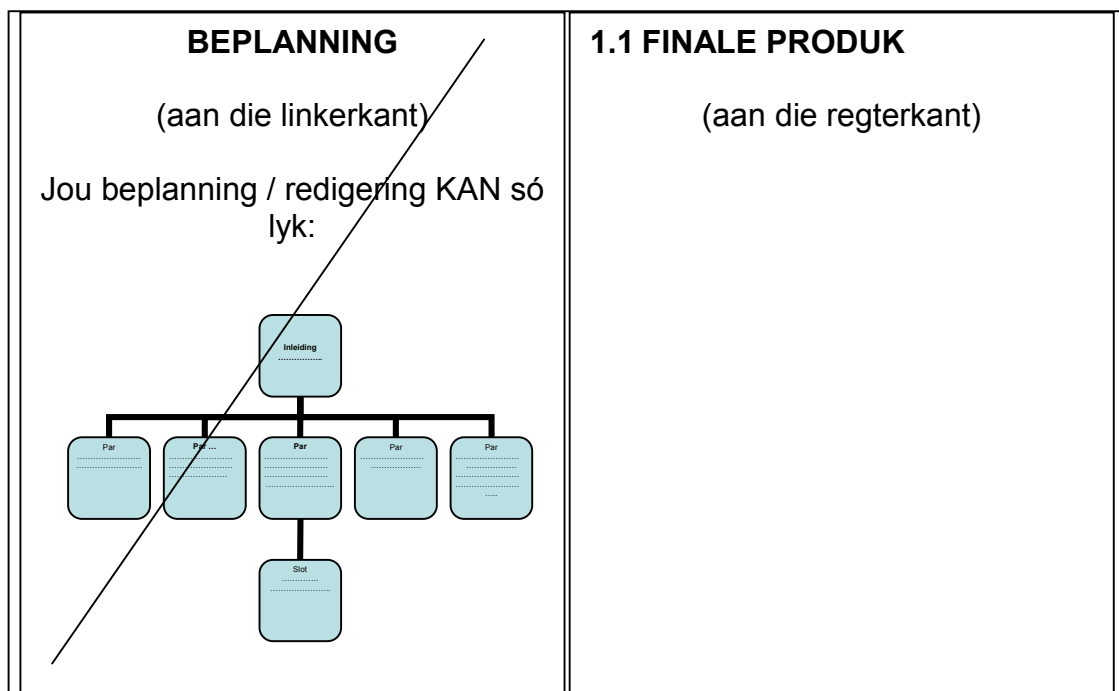 BEPLANNING
(aan die linkerkant)
Jou beplanning / redigering KAN só
lyk:
Inleiding
……………..
Par
…………………….
…………………….
Par …
…………………….
…………………….
………………….
Par
…………………….
…………………….
…………………….
……………………..
Par
…………………….
……………….
Par
……………….
…………………….
…………………….
…..
Slot
………….
…………………..
1.1 FINALE PRODUK
(aan die regterkant)